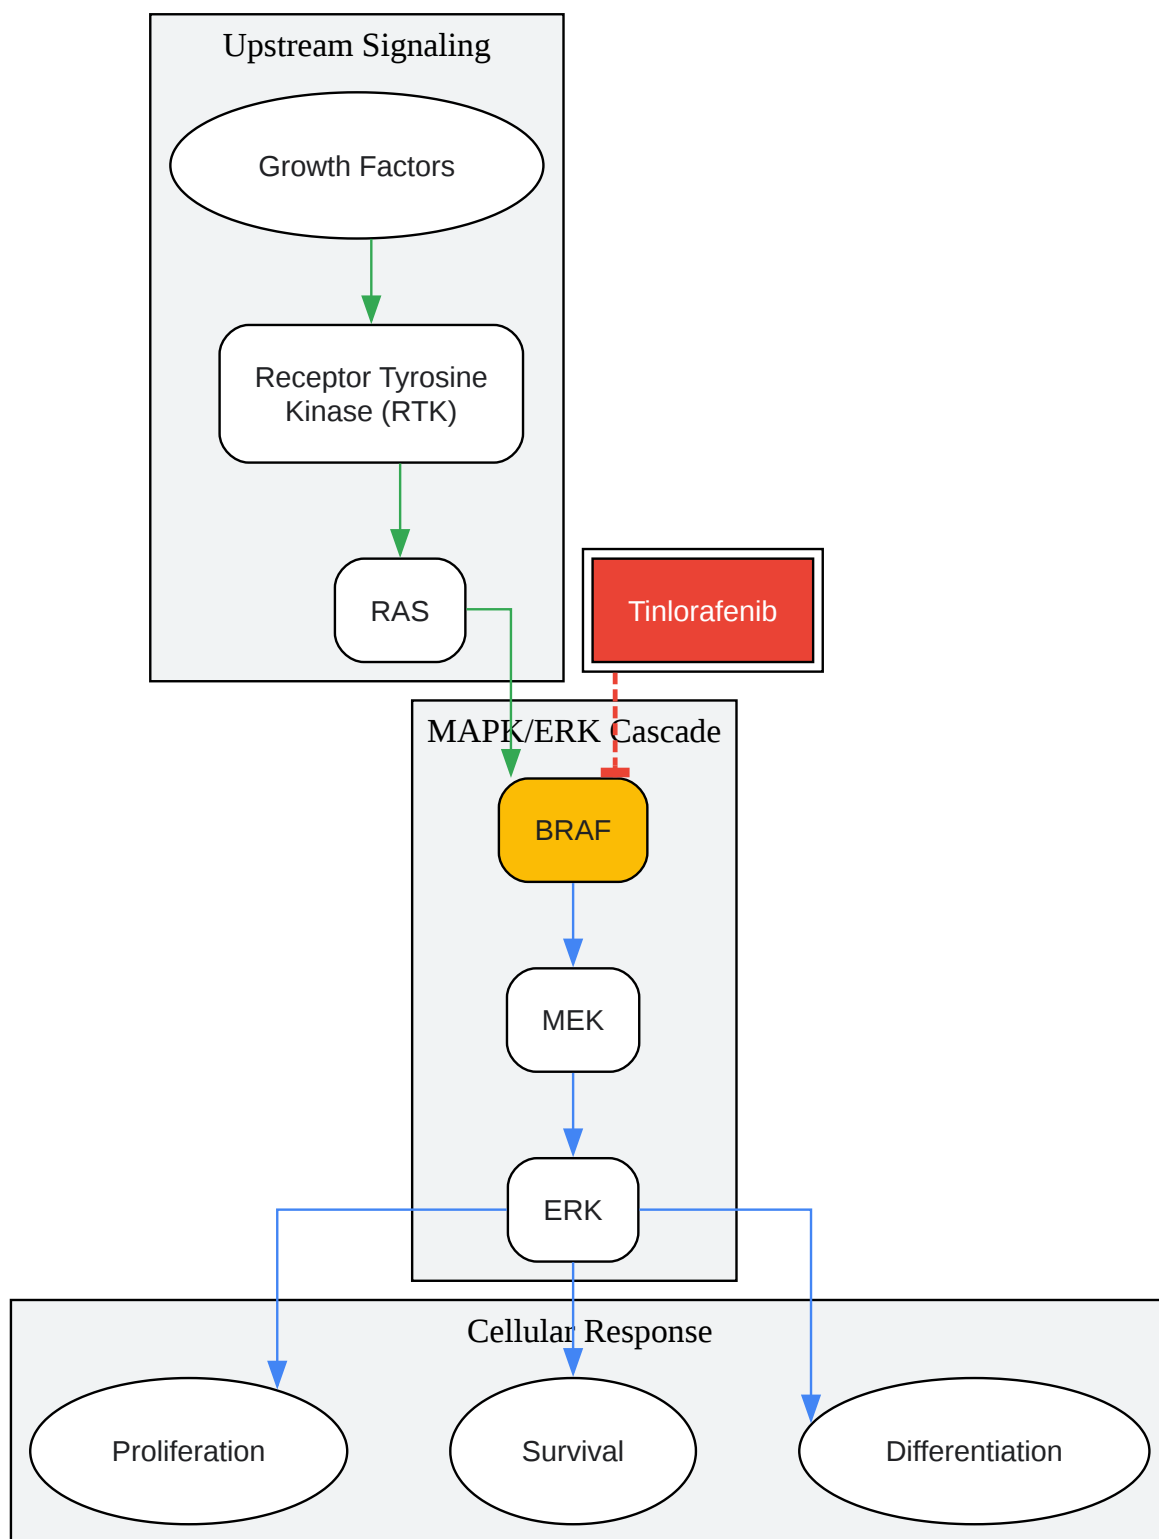 Upstream Signaling
Growth Factors
Receptor Tyrosine
Kinase (RTK)
RAS
Tinlorafenib
MAPK/ERK Cascade
BRAF
MEK
ERK
Cellular Response
Proliferation
Survival
Differentiation